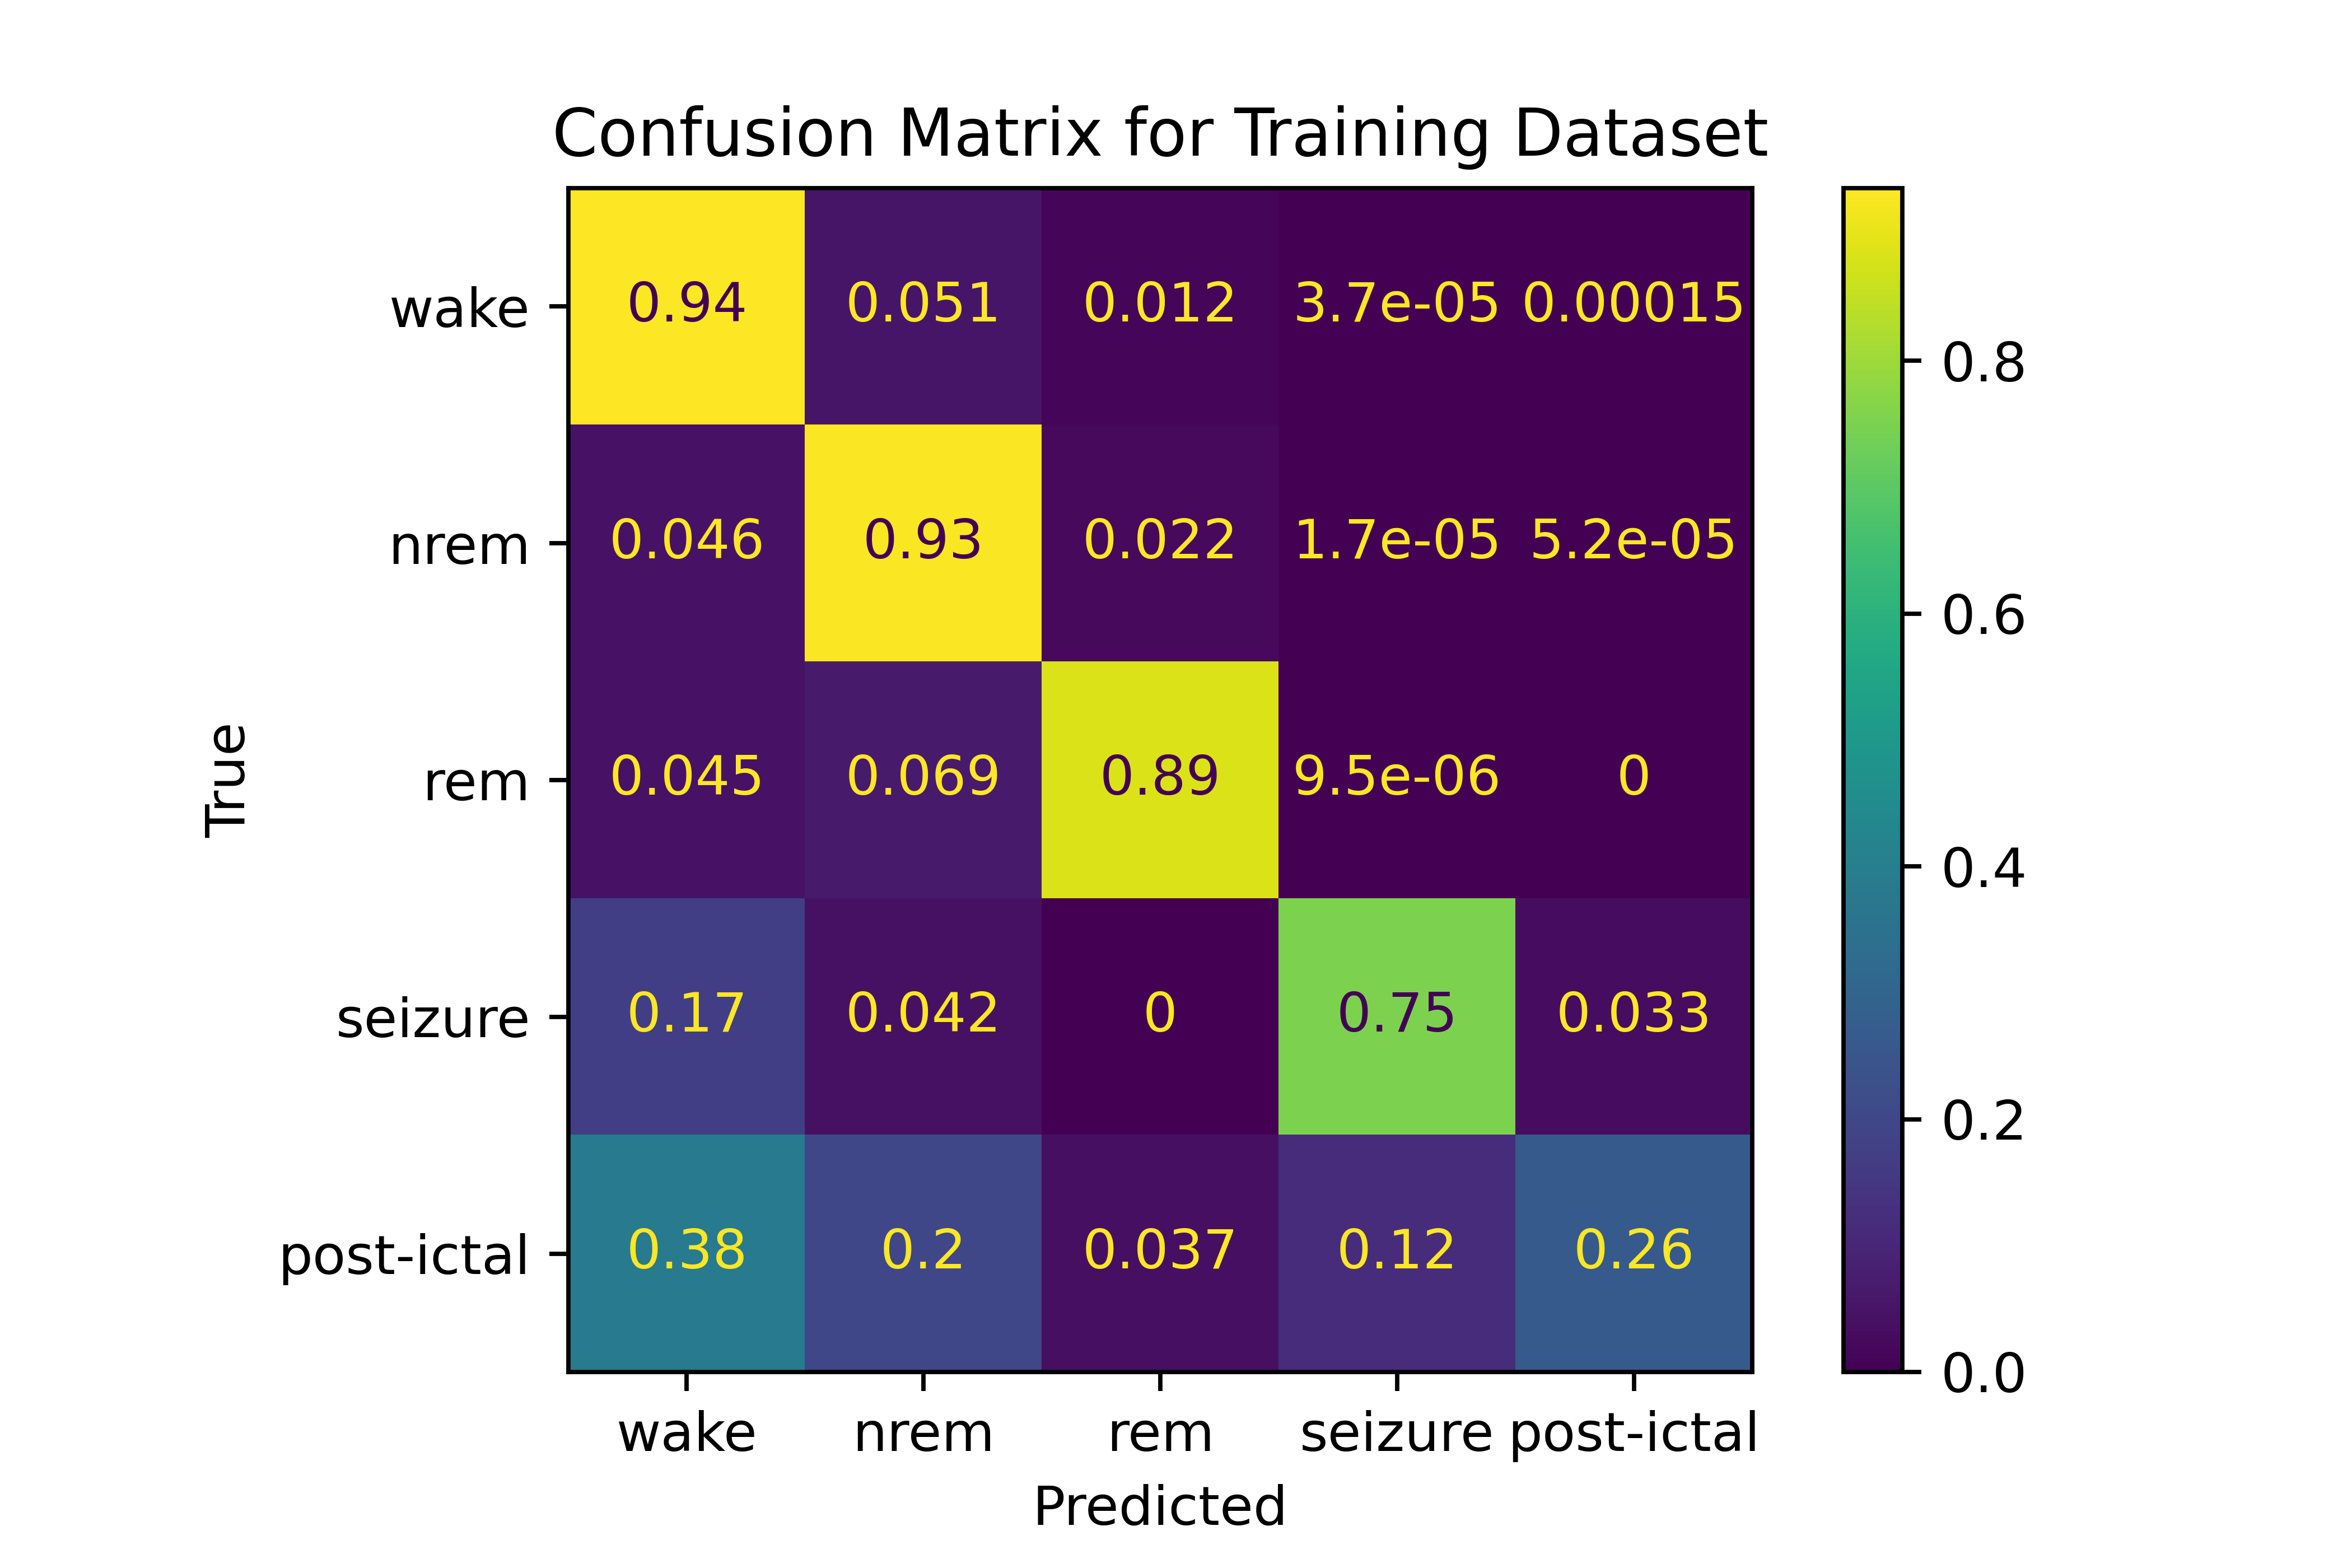 Confusion Matrix for Training Dataset
wake 0.94 0.051 0.012 3.7e-05 0.00015
nrem 0.046 0.93 0.022 1.7e-05 5.2e-05
rem 0.045 0.069 0.89 9.5e-06 0
seizure 0.17 0.042 0 0.75 0.033
post-ictal 0.38 0.2 0.037 0.12 0.26
wake nrem rem seizure post-ictal
Predicted
True
0.8
0.6
0.4
0.2
0.0